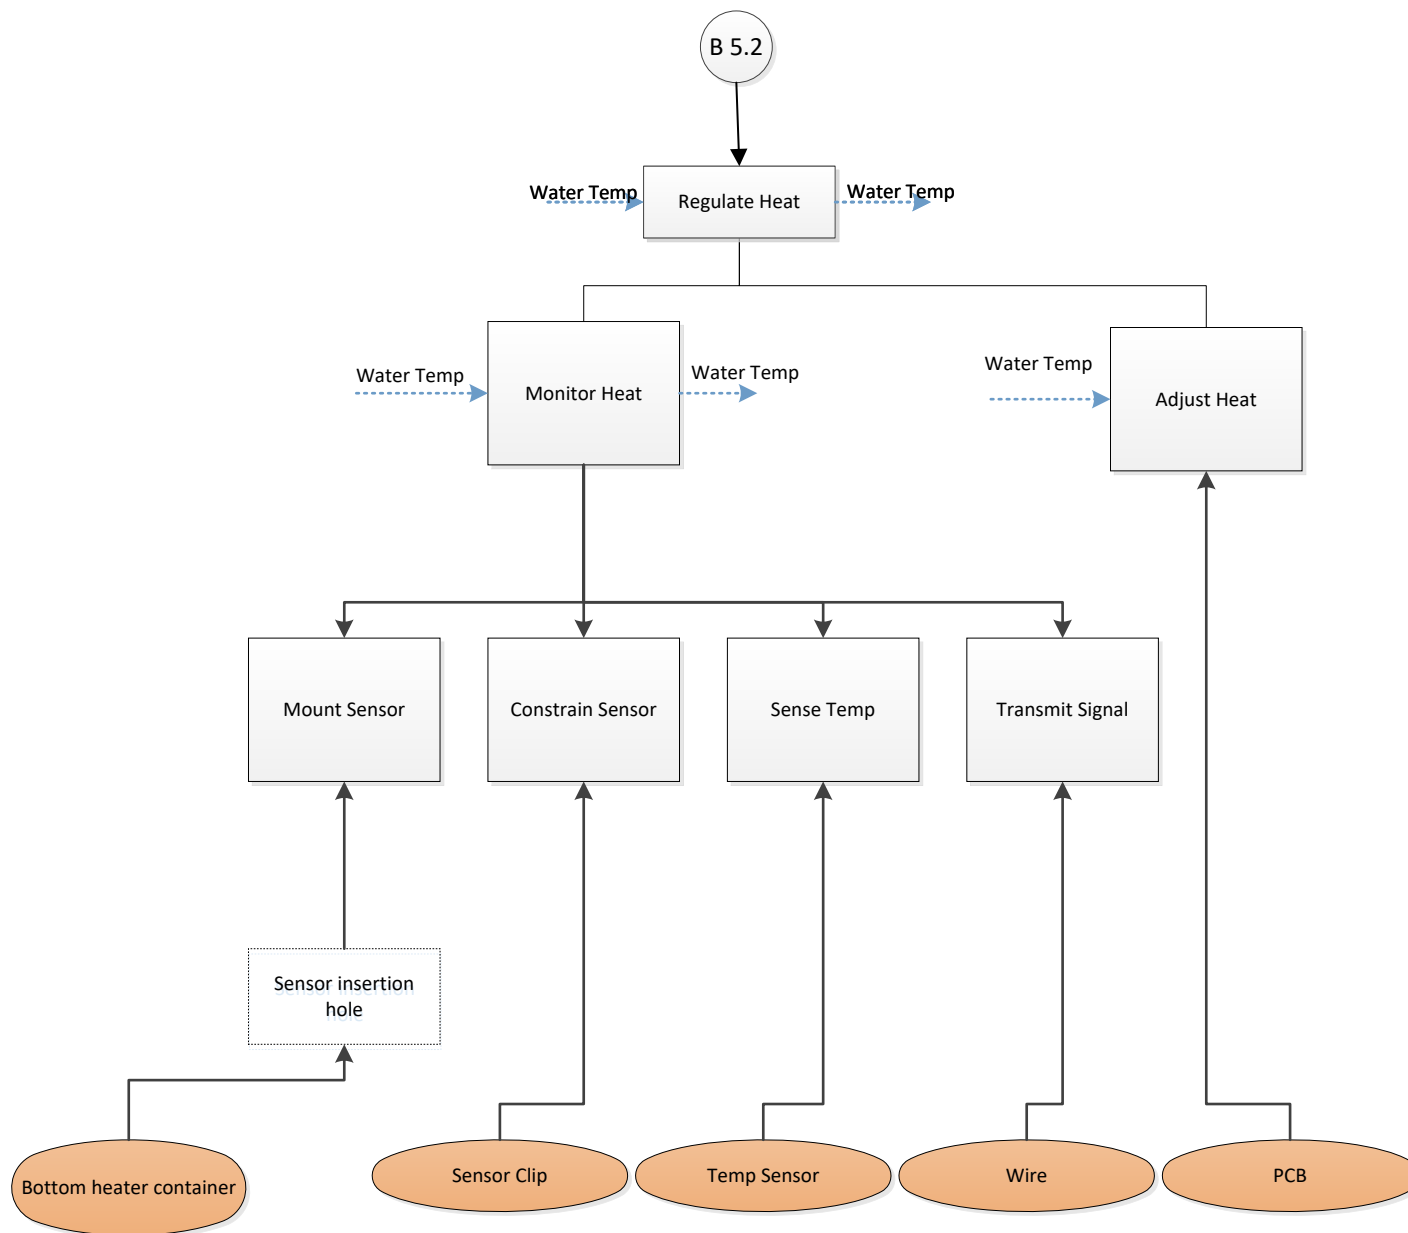 B 5.2
Water Temp
Regulate Heat
Water Temp
Water Temp
Monitor Heat
Water Temp
Water Temp
Adjust Heat
Mount Sensor
Constrain Sensor
Sense Temp
Transmit Signal
Sensor insertion
hole
Bottom heater container
Sensor Clip
Temp Sensor
Wire
PCB